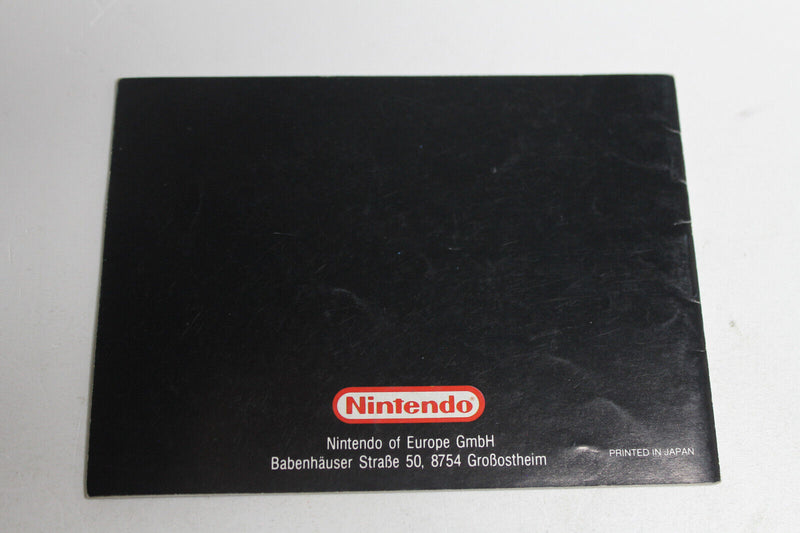 Nintendo®
Nintendo of Europe GmbH
Babenhäuser Straße 50, 8754 Großostheim
PRINTED IN JAPAN